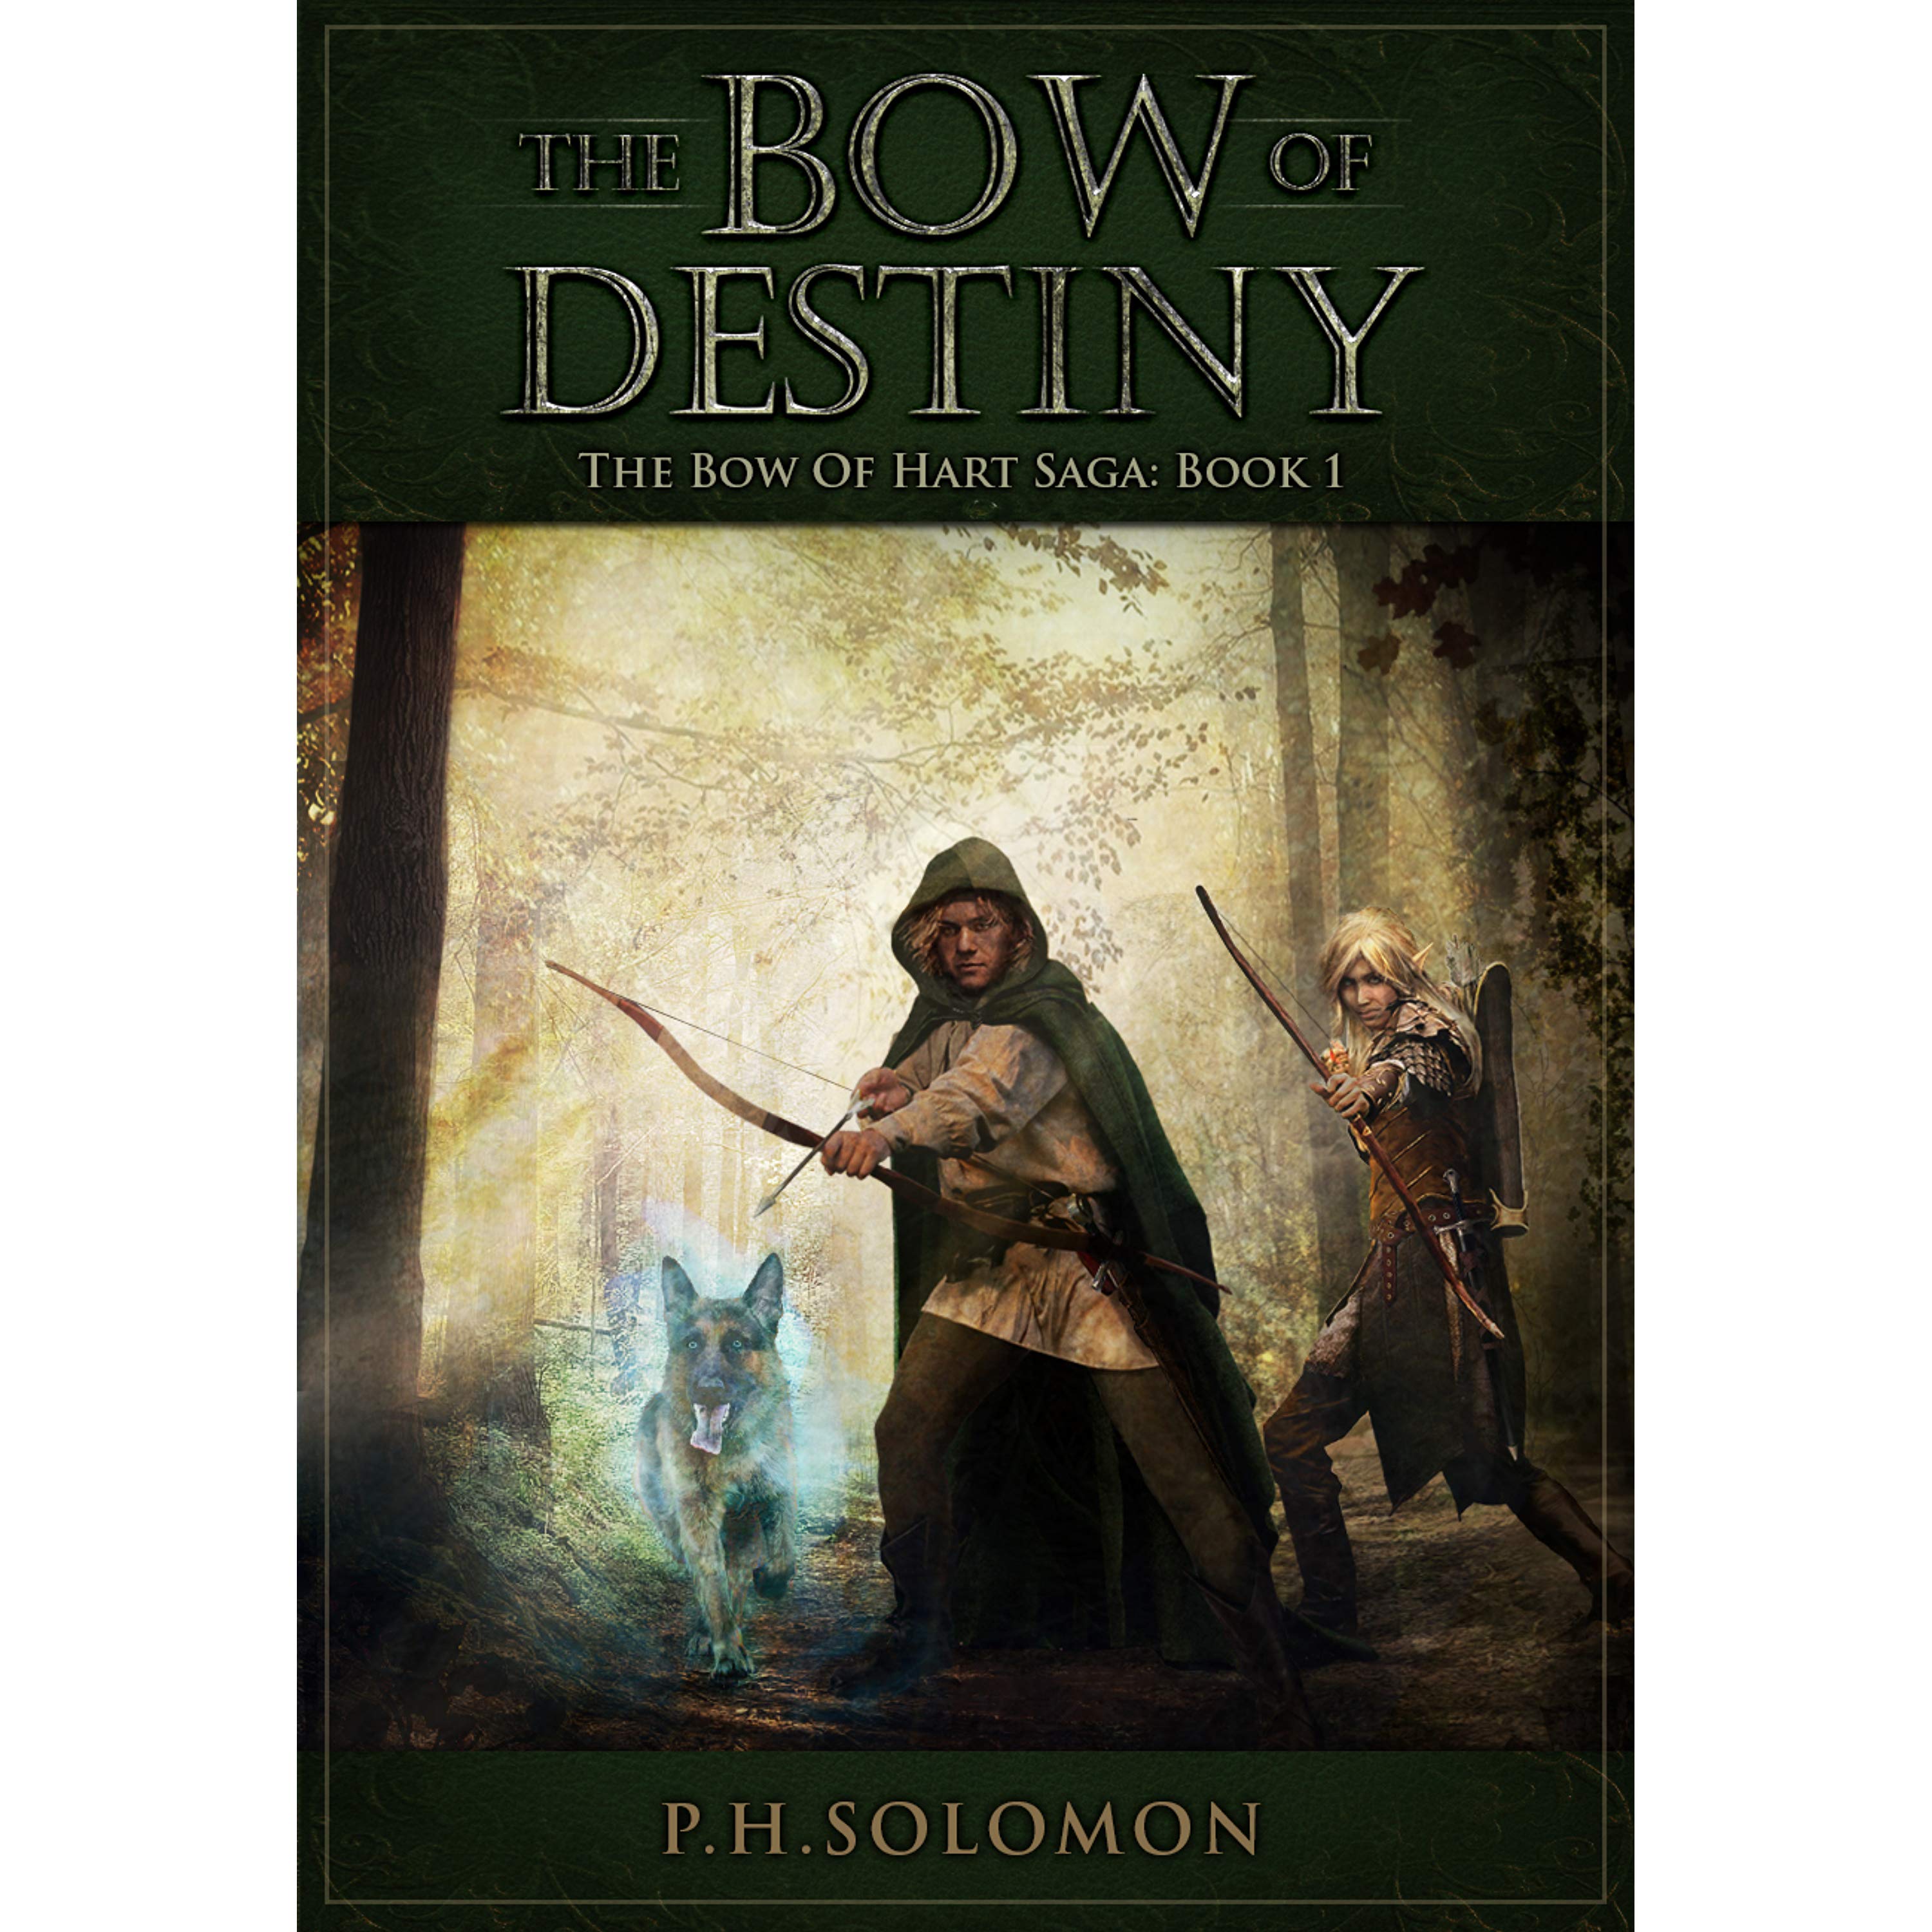 THE BOW OF
DESTINY
THE BOW OF HART SAGA: BOOK 1
P.H.SOLOMON